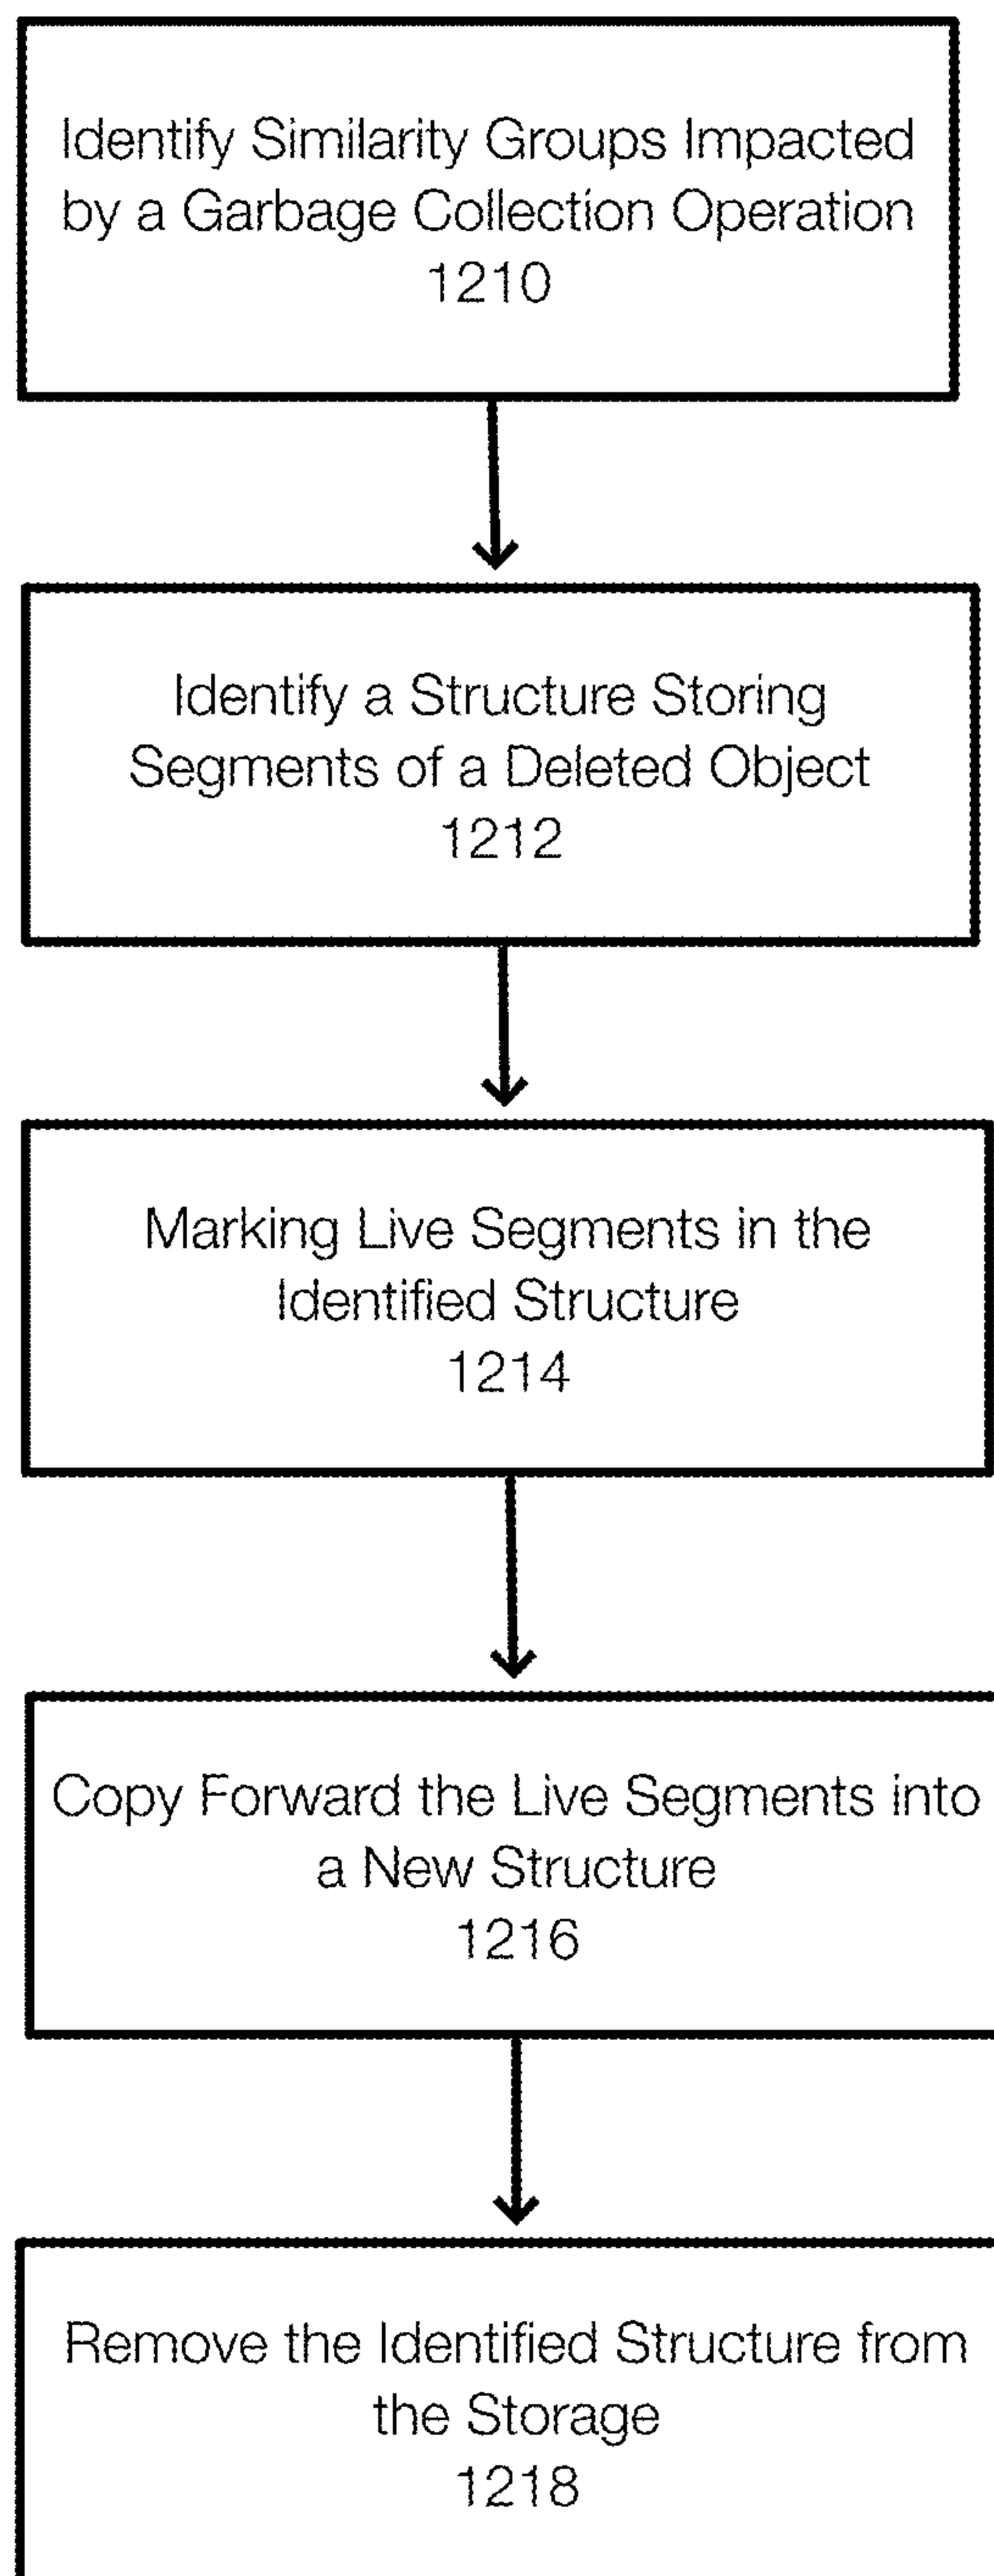 Identify Similarity Groups Impacted
by a Garbage Collection Operation
1210
Identify a Structure Storing
Segments of a Deleted Object
1212
Marking Live Segments in the
Identified Structure
1214
Copy Forward the Live Segments into
a New Structure
1216
Remove the Identified Structure from
the Storage
1218